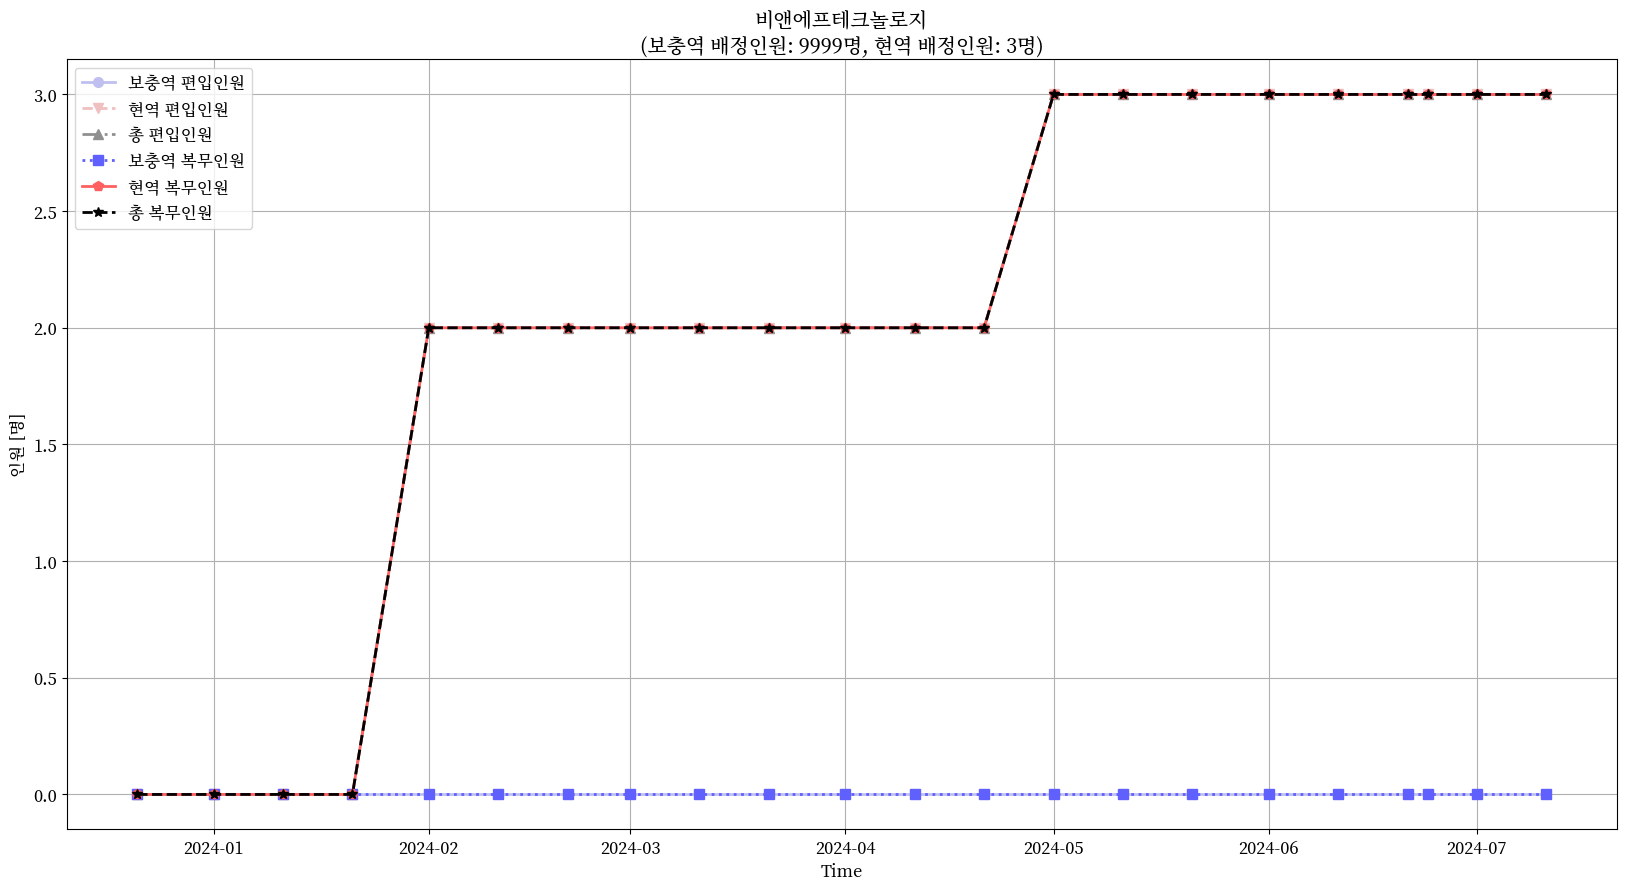 비앤에프테크놀로지
(보충역 배정인원: 9999명, 현역 배정인원: 3명)
보충역 편입인원
현역 편입인원
총 편입인원
보충역 복무인원
현역 복무인원
총 복무인원
인원 [명]
3.0
2.5
2.0
1.5
1.0
0.5
0.0
2024-01
2024-02
2024-03
2024-04
2024-05
2024-06
2024-07
Time